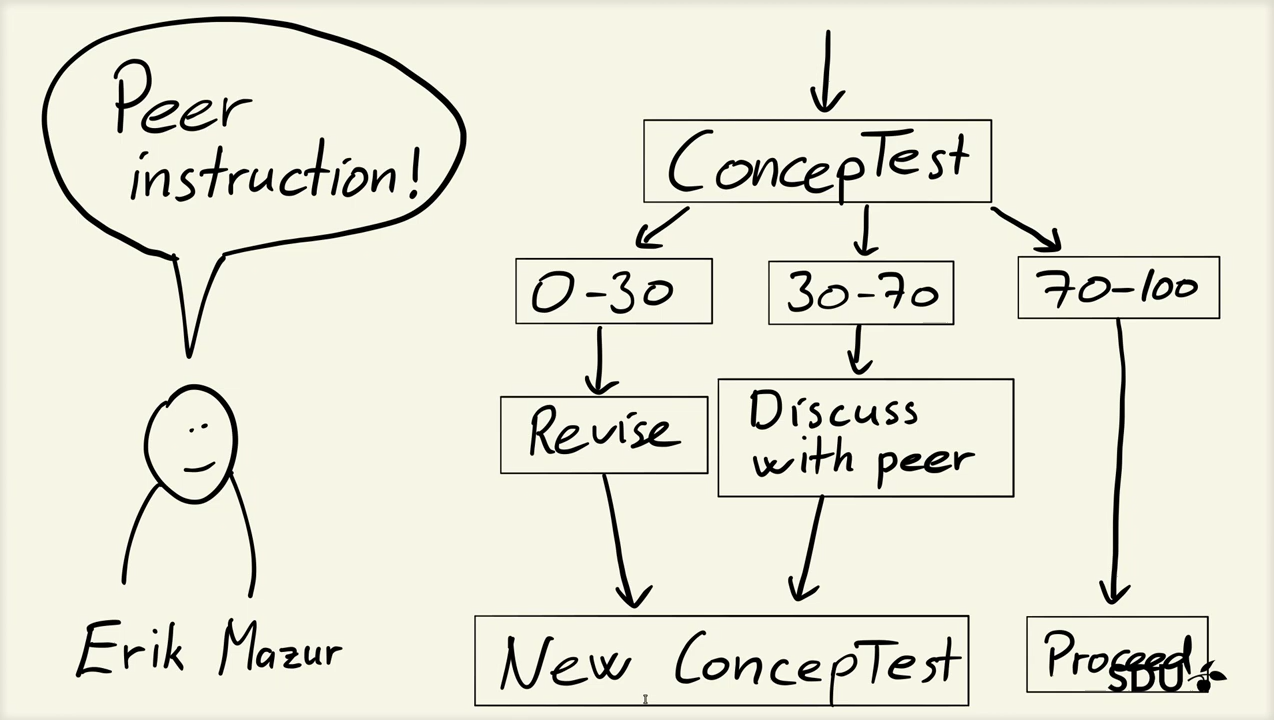 Peer
instruction!
ConcepTest
0-30
30-70
70-100
Revise
Discuss
with peer
New ConcepTest
Proceed
SDU
Erik Mazur